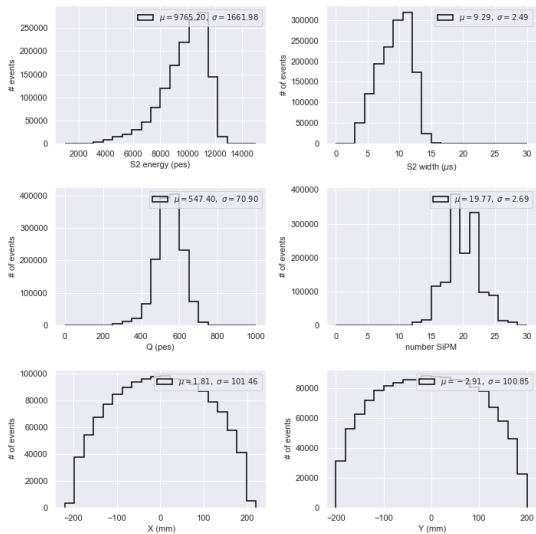 μ=9765.20, σ=1661.98
# of events
250000
200000
150000
100000
50000
0
2000 4000 6000 8000 10000 12000 14000
S2 energy (pes)
μ=9.29, σ=2.49
# of events
300000
250000
200000
150000
100000
50000
0
0 5 10 15 20 25 30
S2 width (μs)
μ=547.40, σ=70.90
# of events
400000
300000
200000
100000
0
0 200 400 600 800 1000
Q (pes)
μ=19.77, σ=2.69
# of events
400000
300000
200000
100000
0
0 5 10 15 20 25 30
number SiPM
μ=1.81, σ=101.46
# of events
100000
80000
60000
40000
20000
0
−200 −100 0 100 200
X (mm)
μ=−2.91, σ=100.85
# of events
80000
60000
40000
20000
0
−200 −100 0 100 200
Y (mm)